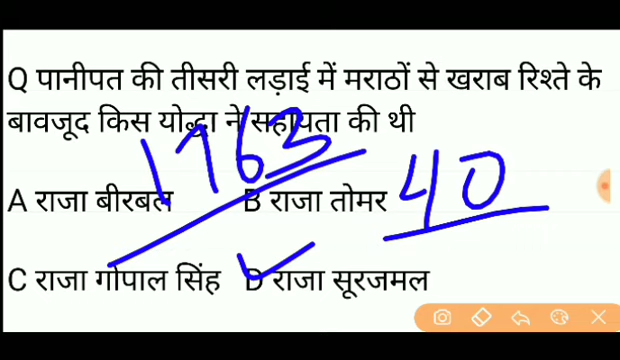 Q पानीपत की तीसरी लड़ाई में मराठों से खराब रिश्ते के
बावजूद किस योद्धा ने सहायता की थी
1763
40
A राजा बीरबल B राजा तोमर
C राजा गोपाल सिंह D राजा सूरजमल